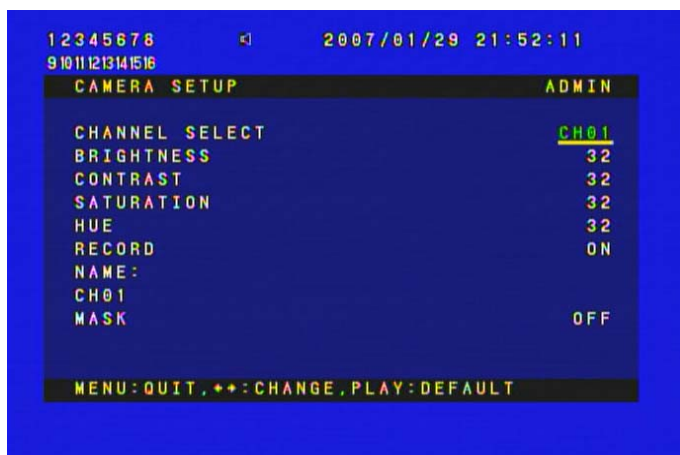 12345678 2007/01/29 21:52:11
9 10 11 12 13 14 15 16
CAMERA SETUP ADMIN
CHANNEL SELECT CH01
BRIGHTNESS 32
CONTRAST 32
SATURATION 32
HUE 32
RECORD ON
NAME:
CH01
MASK OFF
MENU:QUIT,←→:CHANGE,PLAY:DEFAULT